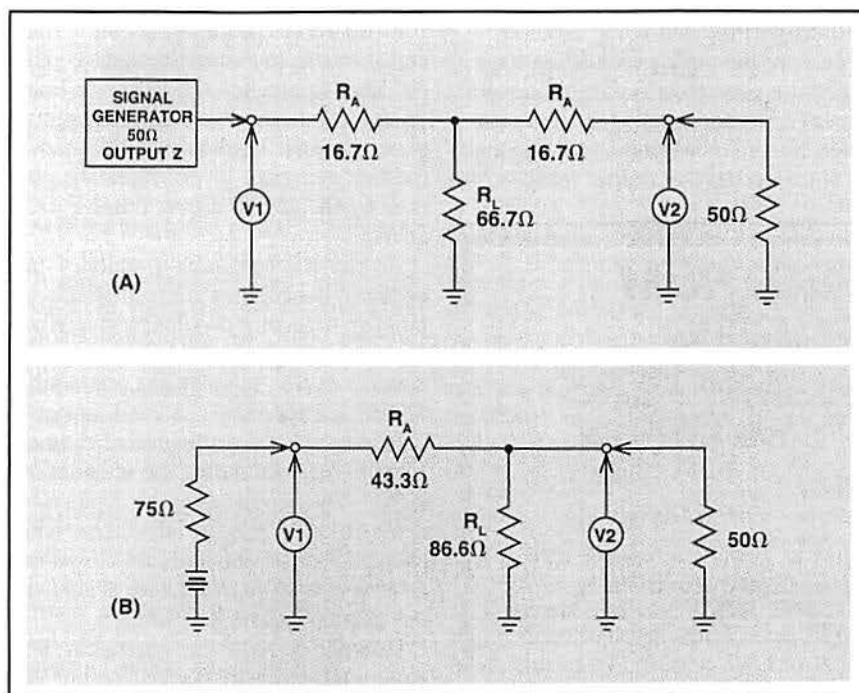 SIGNAL
GENERATOR
50Ω
OUTPUT Z
R_A
16.7Ω
R_A
16.7Ω
V1
R_L
66.7Ω
V2
50Ω
(A)
R_A
43.3Ω
75Ω
V1
R_L
86.6Ω
V2
50Ω
(B)